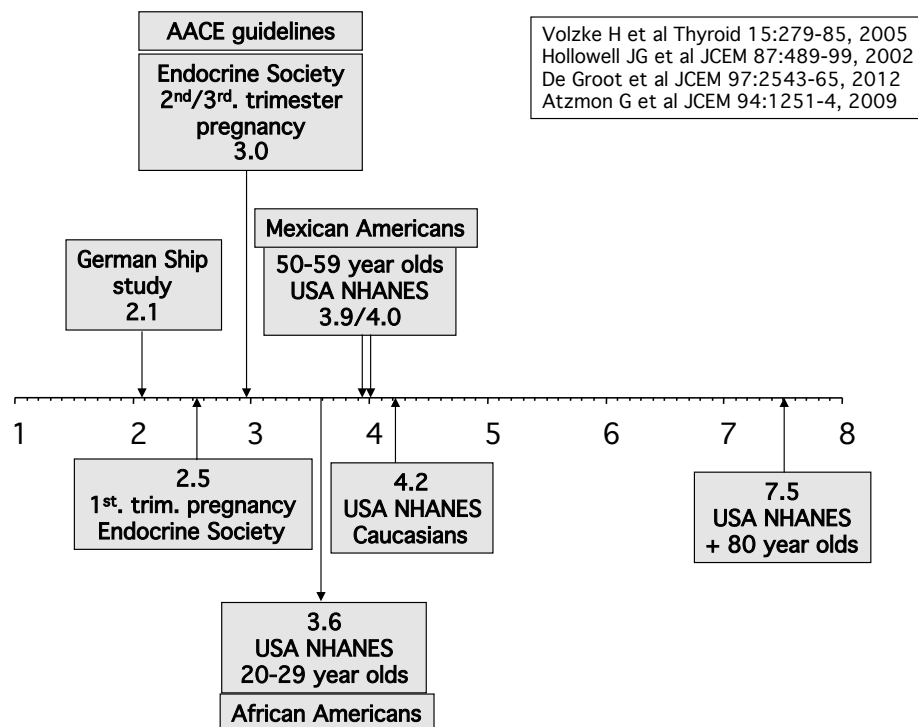 AACE guidelines
Endocrine Society
2nd/3rd. trimester
pregnancy
3.0
Volzke H et al Thyroid 15:279-85, 2005
Hollowell JG et al JCEM 87:489-99, 2002
De Groot et al JCEM 97:2543-65, 2012
Atzmon G et al JCEM 94:1251-4, 2009
German Ship
study
2.1
Mexican Americans
50-59 year olds
USA NHANES
3.9/4.0
1 2 3 4 5 6 7 8
2.5
1st. trim. pregnancy
Endocrine Society
4.2
USA NHANES
Caucasians
7.5
USA NHANES
+ 80 year olds
3.6
USA NHANES
20-29 year olds
African Americans